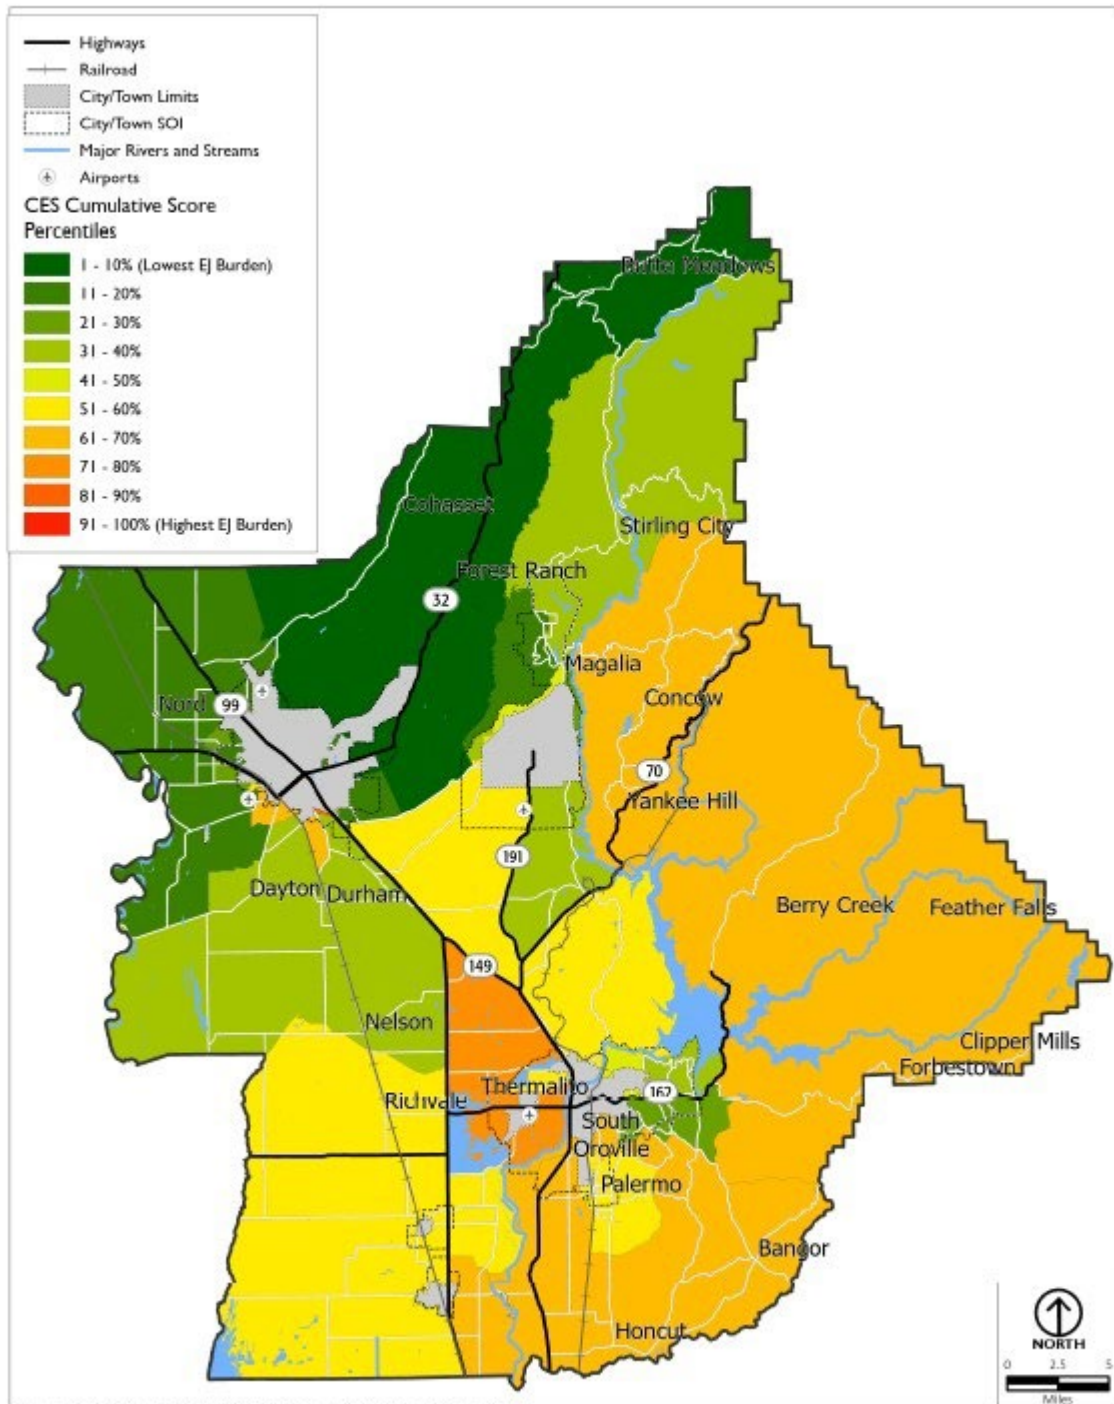 Highways
Railroad
City/Town Limits
City/Town SOI
Major Rivers and Streams
Airports
CES Cumulative Score
Percentiles
1 - 10% (Lowest EJ Burden)
11 - 20%
21 - 30%
31 - 40%
41 - 50%
51 - 60%
61 - 70%
71 - 80%
81 - 90%
91 - 100% (Highest EJ Burden)
Butte Meadows
Cohasset
Stirling City
Forest Ranch
32
Magalia
Nord
99
Concow
70
Yankee Hill
191
Dayton
Durham
Berry Creek
Feather Falls
149
Nelson
Clipper Mills
Forbestown
Thermalito
Richvale
162
South
Oroville
Palermo
Bangor
Honcut
NORTH
0 2.5 5
Miles